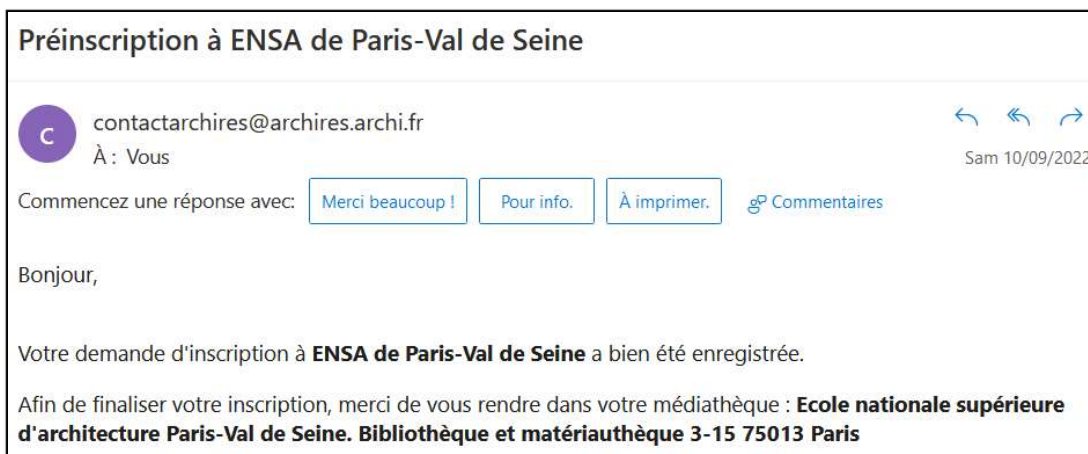 Préinscription à ENSA de Paris-Val de Seine
C
contactarchires@archires.archi.fr
À : Vous
Sam 10/09/2022
Commencez une réponse avec: Merci beaucoup ! Pour info. À imprimer. Commentaires
Bonjour,
Votre demande d'inscription à ENSA de Paris-Val de Seine a bien été enregistrée.
Afin de finaliser votre inscription, merci de vous rendre dans votre médiathèque : Ecole nationale supérieure
d'architecture Paris-Val de Seine. Bibliothèque et matériauthèque 3-15 75013 Paris